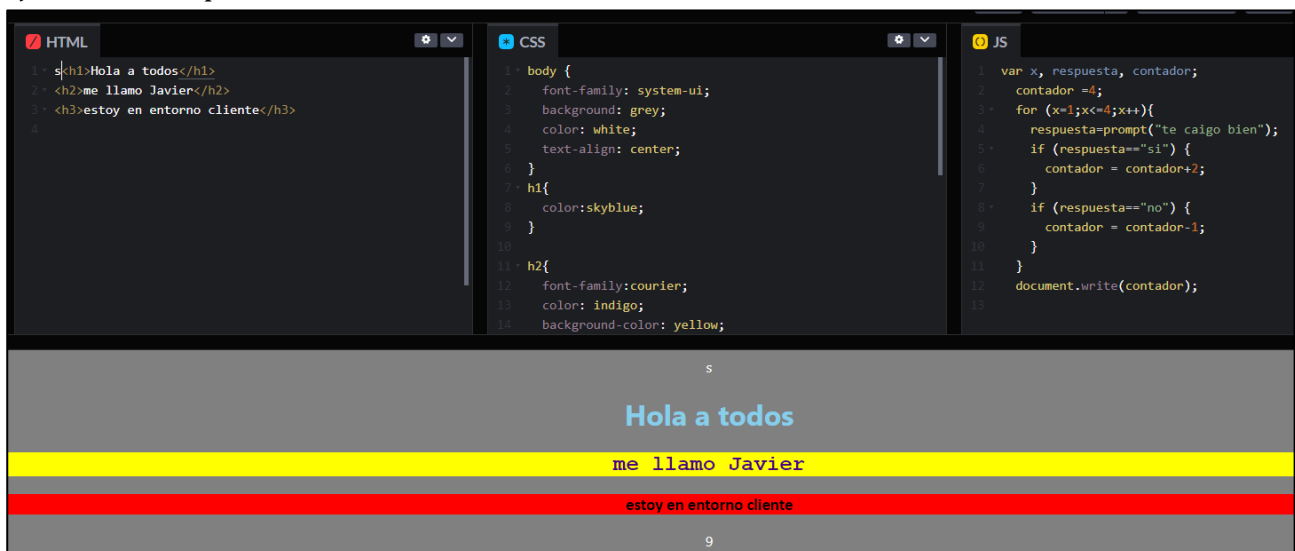 HTML
1 s<h1>Hola a todos</h1>
2 <h2>me llamo Javier</h2>
3 <h3>estoy en entorno cliente</h3>
4
CSS
1 body {
2 font-family: system-ui;
3 background: grey;
4 color: white;
5 text-align: center;
6 }
7 h1{
8 color:skyblue;
9 }
10
11 h2{
12 font-family:courier;
13 color: indigo;
14 background-color: yellow;
JS
1 var x, respuesta, contador;
2 contador =4;
3 for (x=1;x<=4;x++){
4 respuesta=prompt("te caigo bien");
5 if (respuesta=="si") {
6 contador = contador+2;
7 }
8 if (respuesta=="no") {
9 contador = contador-1;
10 }
11 }
12 document.write(contador);
13
s
Hola a todos
me llamo Javier
estoy en entorno cliente
9